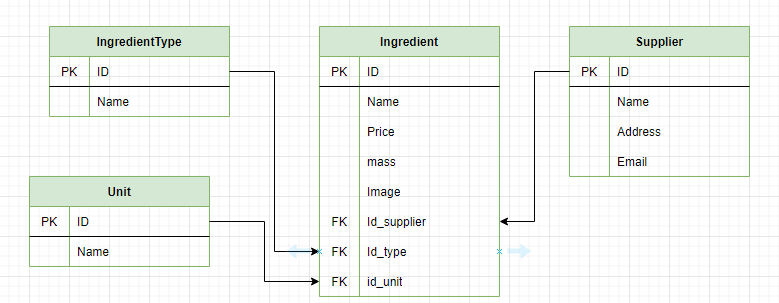 IngredientType
PK ID
Name
Unit
PK ID
Name
Ingredient
PK ID
Name
Price
mass
Image
FK Id_supplier
FK Id_type
FK id_unit
Supplier
PK ID
Name
Address
Email